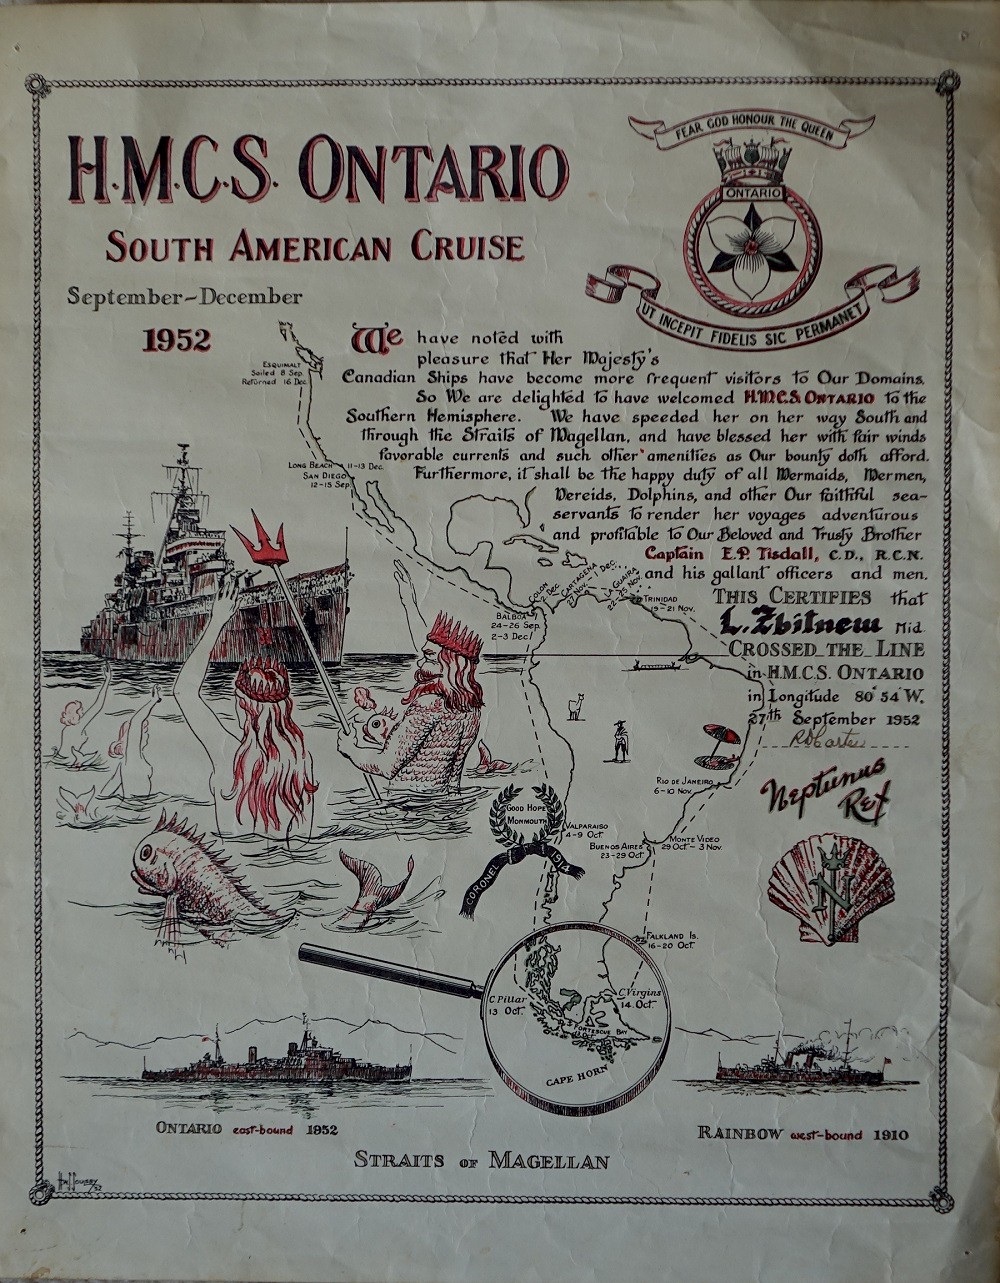 FEAR GOD HONOUR THE QUEEN
H.M.C.S. ONTARIO
ONTARIO
SOUTH AMERICAN CRUISE
UT INCEPIT FIDELIS SIC PERMANET
September–December
1952
We have noted with
pleasure that Her Majesty's
Canadian Ships have become more frequent visitors to Our Domains.
So We are delighted to have welcomed H.M.C.S. ONTARIO to the
Southern Hemisphere. We have speeded her on her way South and
through the Straits of Magellan, and have blessed her with fair winds
favorable currents and such other amenities as Our bounty doth afford.
Furthermore, it shall be the happy duty of all Mermaids, Mermen,
Nereids, Dolphins, and other Our faithful sea-
servants to render her voyages adventurous
and profitable to Our Beloved and Trusty Brother
Captain E.P. Tisdall, C.D., R.C.N.
and his gallant officers and men.
THIS CERTIFIES that
L. Zbitnew Mid.
CROSSED THE LINE
in H.M.C.S. ONTARIO
in Longitude 80° 54' W.
27th September 1952
Neptunus
Rex
N
ESQUIMALT
Sailed 8 Sep.
Returned 16 Dec.
LONG BEACH 11-13 Dec.
SAN DIEGO
12-15 Sep.
BALBOA
24-26 Sep.
2-3 Dec.
COLON
2 Dec.
CARTAGENA
27 Nov.-1 Dec.
LA GUAIRA
22-25 Nov.
TRINIDAD
19-21 Nov.
RIO DE JANEIRO
6-10 Nov.
GOOD HOPE
MONMOUTH
CORONEL 1914
VALPARAISO
4-9 Oct.
BUENOS AIRES
23-29 Oct.
MONTE VIDEO
29 Oct - 3 Nov.
FALKLAND Is.
16-20 Oct.
C. Pillar
13 Oct.
C. Virgins
14 Oct.
FORTESCUE BAY
13 Oct.
CAPE HORN
ONTARIO east-bound 1952
RAINBOW west-bound 1910
STRAITS OF MAGELLAN